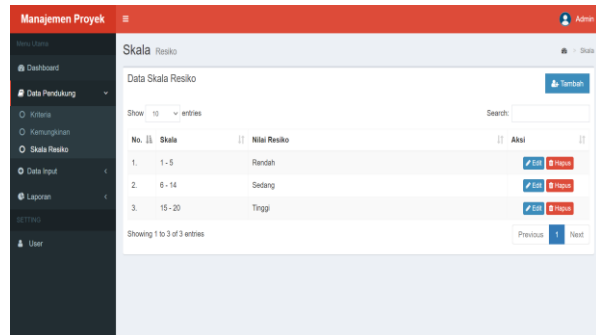 Manajemen Proyek
Admin
Menu Utama
Skala Resiko
Skala
Dashboard
Data Pendukung
Data Skala Resiko
Tambah
Kriteria
Show 10 entries
Search:
Kemungkinan
No. Skala Nilai Resiko Aksi
Skala Resiko
1. 1 - 5 Rendah Edit Hapus
Data Input
2. 6 - 14 Sedang Edit Hapus
Laporan
3. 15 - 20 Tinggi Edit Hapus
SETTING
Showing 1 to 3 of 3 entries
Previous 1 Next
User